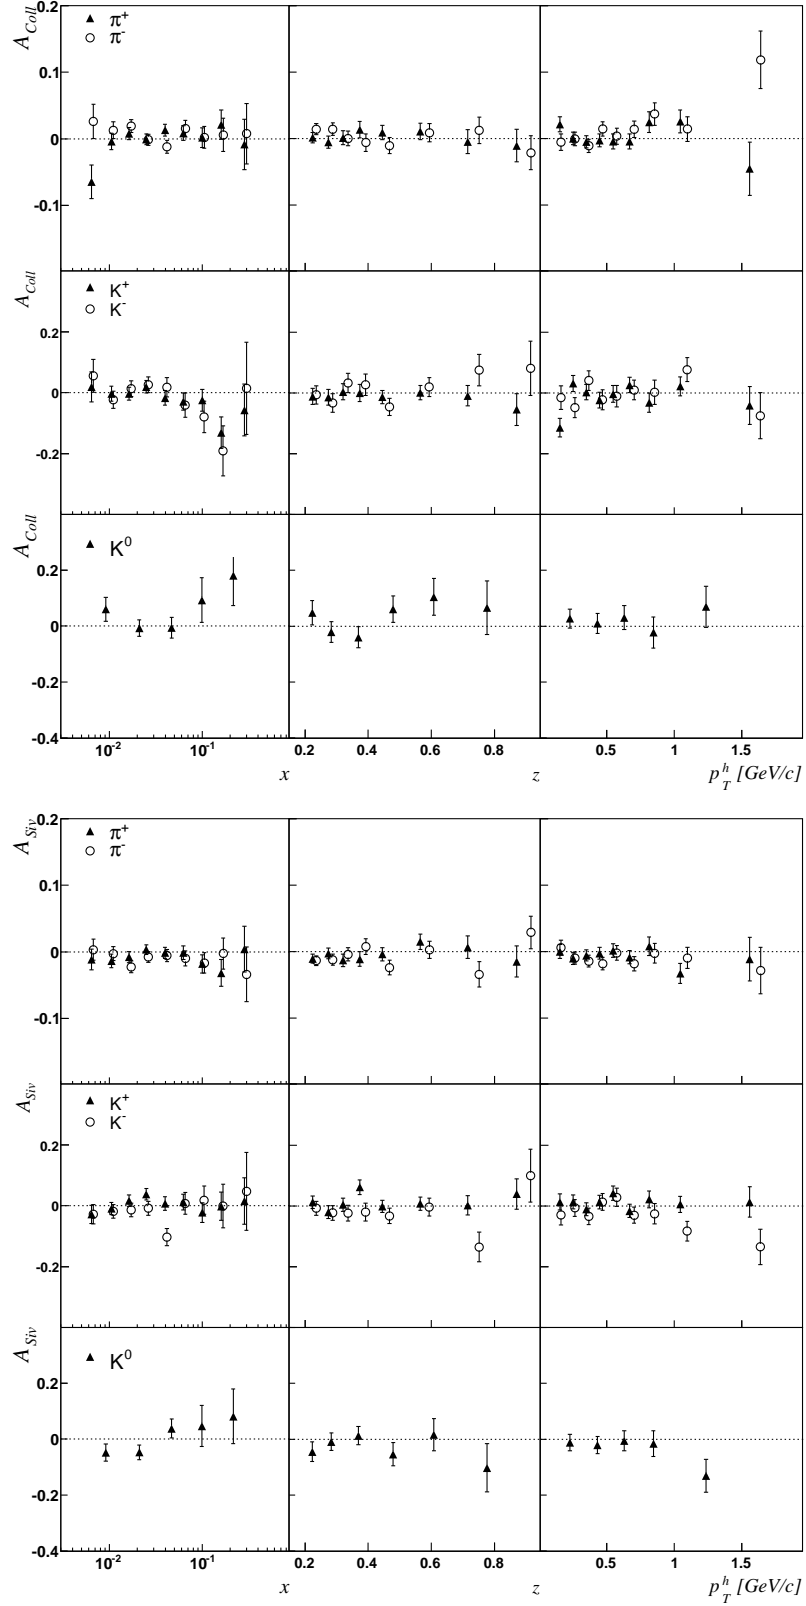 A_Coll
0.2
▲ π⁺
○ π⁻
0.1
0
-0.1
A_Coll
▲ K⁺
○ K⁻
0.2
0
-0.2
A_Coll
▲ K⁰
0.2
0
-0.2
-0.4
10⁻² 10⁻¹ 0.2 0.4 0.6 0.8 0.5 1 1.5
x z p_T^h [GeV/c]
A_Siv
0.2
▲ π⁺
○ π⁻
0.1
0
-0.1
A_Siv
▲ K⁺
○ K⁻
0.2
0
-0.2
A_Siv
▲ K⁰
0.2
0
-0.2
-0.4
10⁻² 10⁻¹ 0.2 0.4 0.6 0.8 0.5 1 1.5
x z p_T^h [GeV/c]